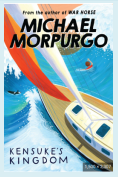 From the author of WAR HORSE
MICHAEL
MORPURGO
KENSUKE'S
KINGDOM